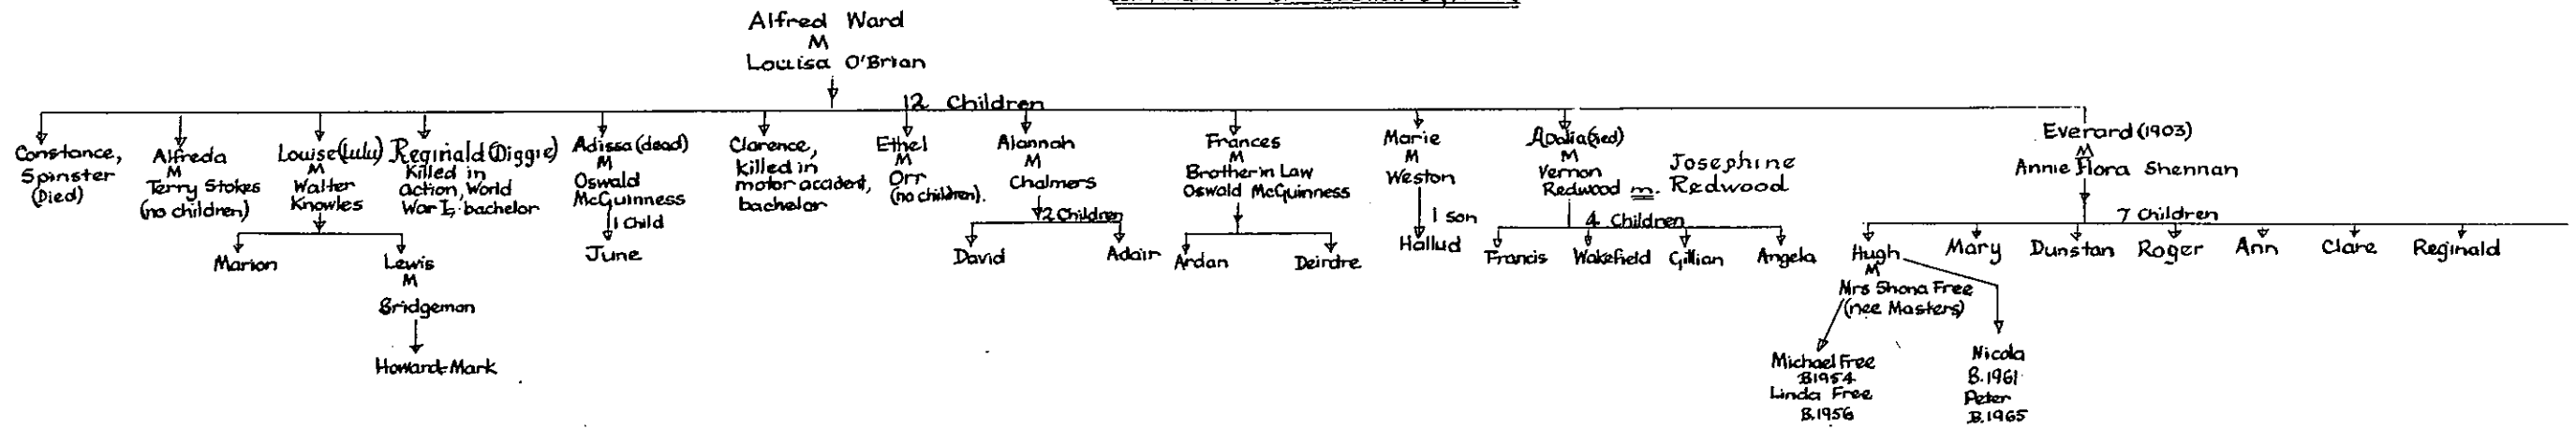 Alfred Ward
M
Louisa O'Brian
12 Children
Constance,
Spinster
(Died)
Alfreda
M
Terry Stokes
(no children)
Louise (Lulu)
M
Walter
Knowles
Reginald (Diggie)
Killed in
action, World
War I, bachelor
Adissa (dead)
M
Oswald
McGuinness
1 Child
June
Clarence,
killed in
motor accident,
bachelor
Ethel
M
Orr
(no children).
Alannah
M
Chalmers
2 Children
Frances
M
Brother in Law
Oswald McGuinness
Marie
M
Weston
1 son
Hallud
Adalia (died)
M
Vernon
Redwood m. Josephine
Redwood
4 Children
Everard (1903)
M
Annie Flora Shennan
7 Children
Marion
Lewis
M
Bridgeman
Howard-Mark
David
Adair
Ardan
Deirdre
Francis
Wakefield
Gillian
Angela
Hugh
M
Mrs Shona Free
(nee Masters)
Mary
Dunstan
Roger
Ann
Clare
Reginald
Michael Free
B1954
Linda Free
B.1956
Nicola
B.1961
Peter
B.1965